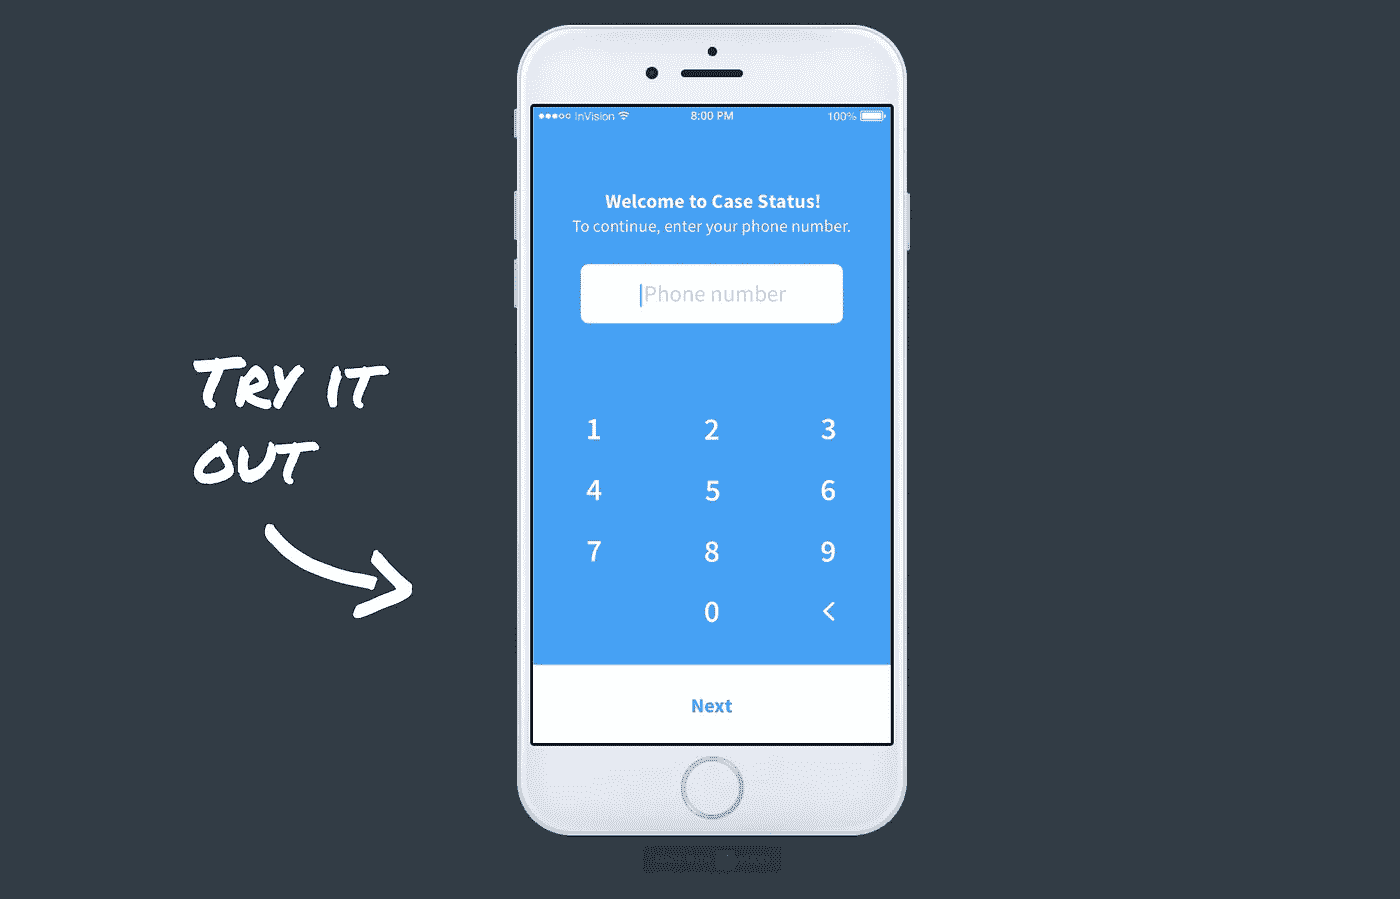 InVision 8:00 PM 100%
Welcome to Case Status!
To continue, enter your phone number.
Phone number
Try it
out
1 2 3
4 5 6
7 8 9
0 <
Next